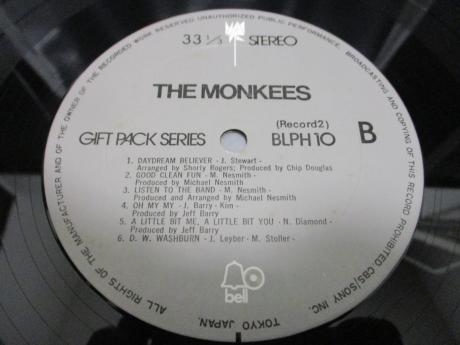 33 1/3 STEREO
THE MONKEES
GIFT PACK SERIES
(Record2)
BLPH 10
B
1. DAYDREAM BELIEVER - J. Stewart -
Arranged by Shorty Rogers; Produced by Chip Douglas
2. GOOD CLEAN FUN - M. Nesmith -
Produced by Michael Nesmith
3. LISTEN TO THE BAND - M. Nesmith -
Produced and Arranged by Michael Nesmith
4. OH MY MY - J. Barry - Kim -
Produced by Jeff Barry
5. A LITTLE BIT ME, A LITTLE BIT YOU - N. Diamond -
Produced by Jeff Barry
6. D. W. WASHBURN - J. Leyber - M. Stoller -
bell
ALL RIGHTS OF THE MANUFACTURER AND OF THE OWNER OF THE RECORDED WORK RESERVED UNAUTHORIZED PUBLIC PERFORMANCE, BROADCASTING AND COPYING OF THIS RECORD PROHIBITED. CBS/SONY INC.
TOKYO JAPAN.